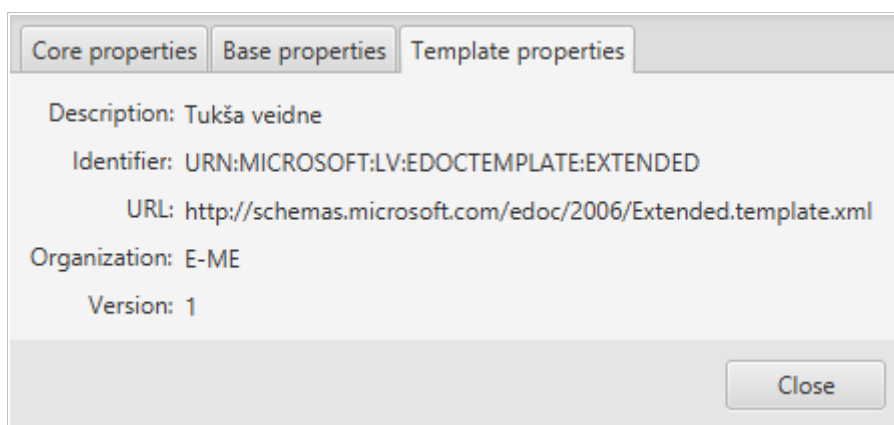 Core properties Base properties Template properties
Description: Tukša veidne
Identifier: URN:MICROSOFT:LV:EDOCTEMPLATE:EXTENDED
URL: http://schemas.microsoft.com/edoc/2006/Extended.template.xml
Organization: E-ME
Version: 1
Close